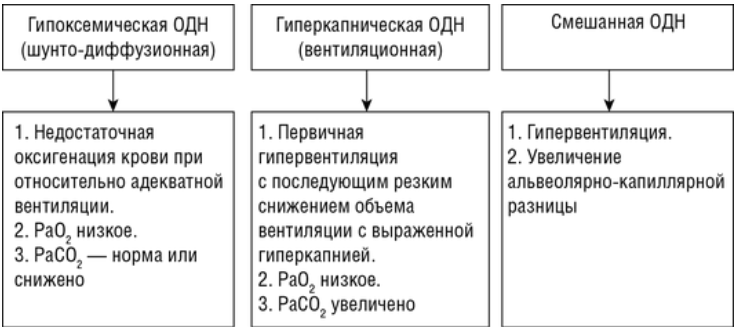 Гипоксемическая ОДН
(шунто-диффузионная)
Гиперкапническая ОДН
(вентиляционная)
Смешанная ОДН
1. Недостаточная
оксигенация крови при
относительно адекватной
вентиляции.
2. PaO₂ низкое.
3. PaCO₂ — норма или
снижено
1. Первичная
гипервентиляция
с последующим резким
снижением объема
вентиляции с выраженной
гиперкапнией.
2. PaO₂ низкое.
3. PaCO₂ увеличено
1. Гипервентиляция.
2. Увеличение
альвеолярно-капиллярной
разницы